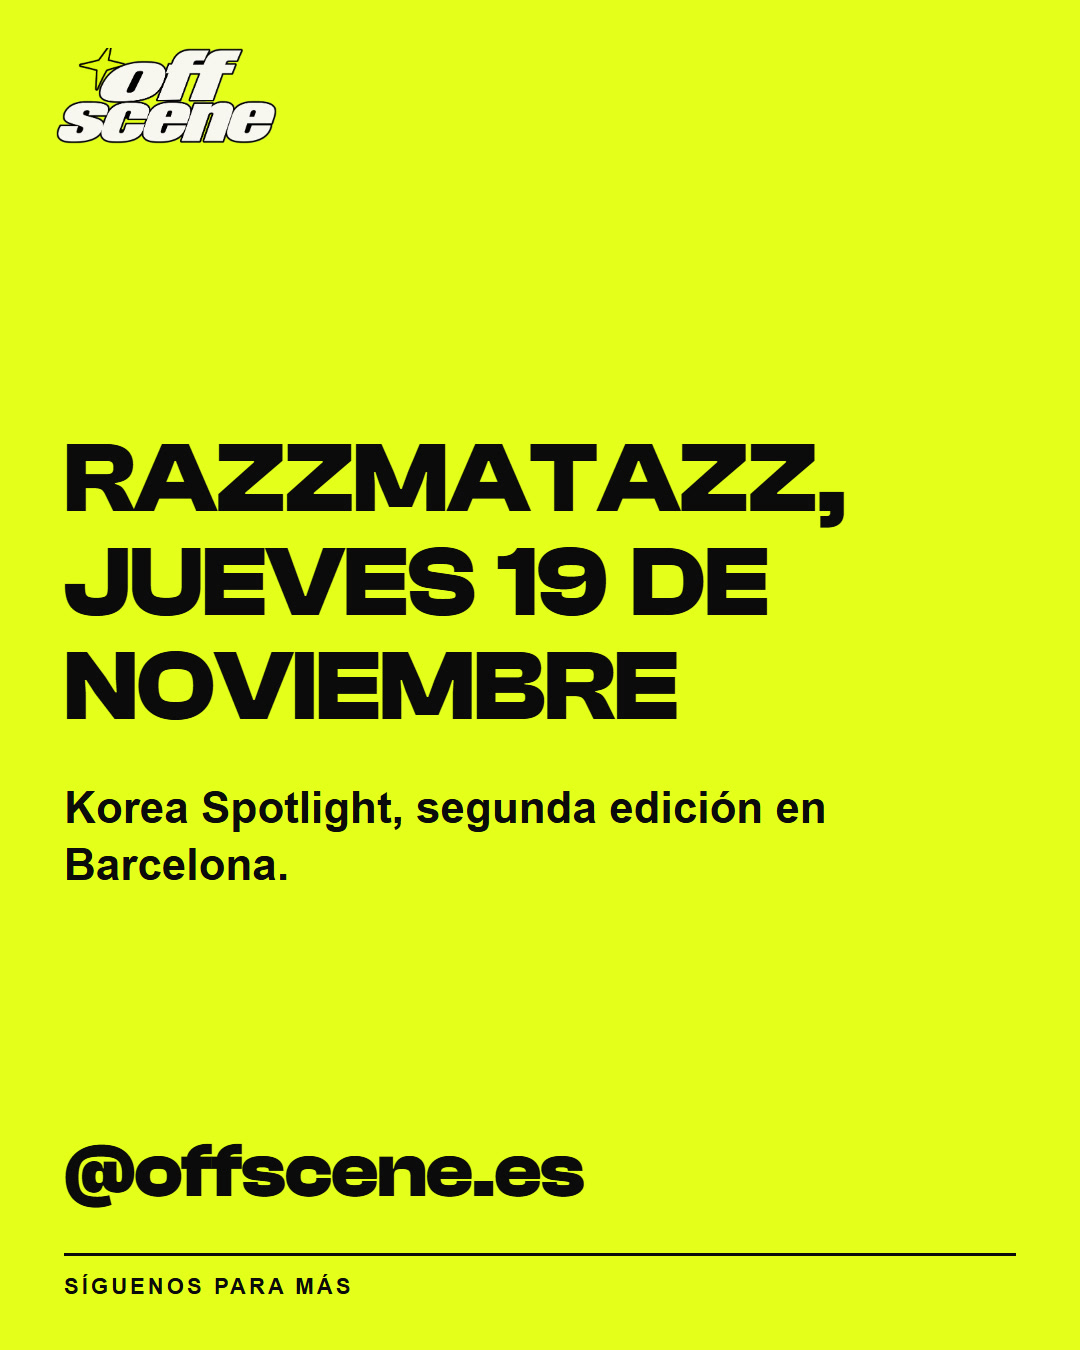 off
scene
RAZZMATAZZ,
JUEVES 19 DE
NOVIEMBRE
Korea Spotlight, segunda edición en
Barcelona.
@offscene.es
SÍGUENOS PARA MÁS